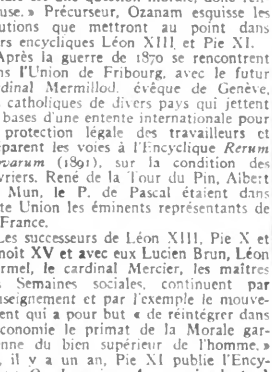 use. » Précurseur, Ozanam esquisse les
utions que mettront au point dans
rs encycliques Léon XIII et Pie XI.
Après la guerre de 1870 se rencontrent
ns l'Union de Fribourg, avec le futur
dinal Mermillod, évêque de Genève,
catholiques de divers pays qui jettent
bases d'une entente internationale pour
protection légale des travailleurs et
éparent les voies à l'Encyclique Rerum
varum (1891), sur la condition des
vriers. René de la Tour du Pin, Albert
Mun, le P. de Pascal étaient dans
te Union les éminents représentants de
France.
Les successeurs de Léon XIII, Pie X et
noît XV et avec eux Lucien Brun, Léon
rmel, le cardinal Mercier, les maîtres
Semaines sociales, continuent par
nseignement et par l'exemple le mouve-
ent qui a pour but « de réintégrer dans
conomie le primat de la Morale gar-
nne du bien supérieur de l'homme. »
, il y a un an, Pie XI publie l'Ency-